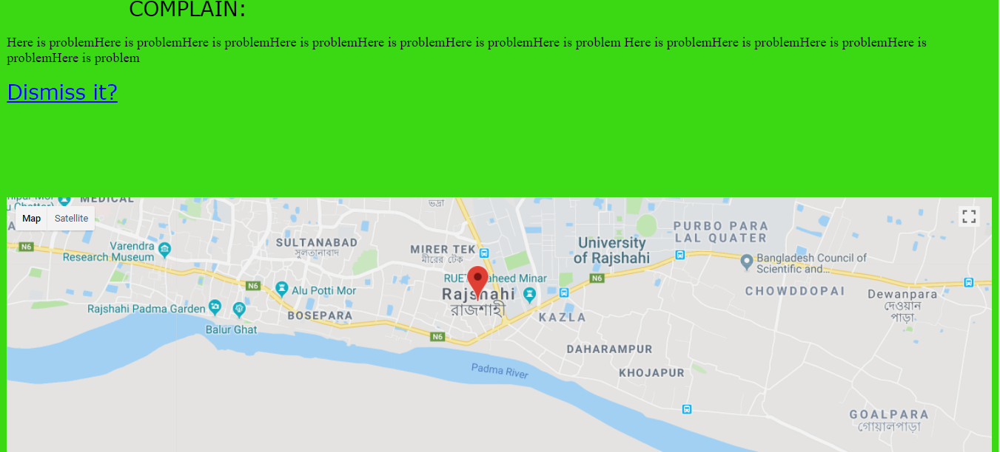 COMPLAIN:
Here is problemHere is problemHere is problemHere is problemHere is problemHere is problemHere is problem Here is problemHere is problemHere is problemHere is
problemHere is problem
Dismiss it?
MEDICAL
ভদ্রা
Map Satellite
PURBO PARA
LAL QUATER
N6
Varendra
Research Museum
SULTANABAD
সুলতানাবাদ
MIRER TEK
মীরের টেক
University
of Rajshahi
Bangladesh Council of
Scientific and...
N6
Alu Potti Mor
Rajshahi
রাজশাহী
N6
CHOWDDOPAI
Dewanpara
দেওয়ান
পাড়া
Rajshahi Padma Garden
Balur Ghat
BOSEPARA
KAZLA
N6
DAHARAMPUR
Padma River
KHOJAPUR
GOALPARA
গোয়ালপাড়া